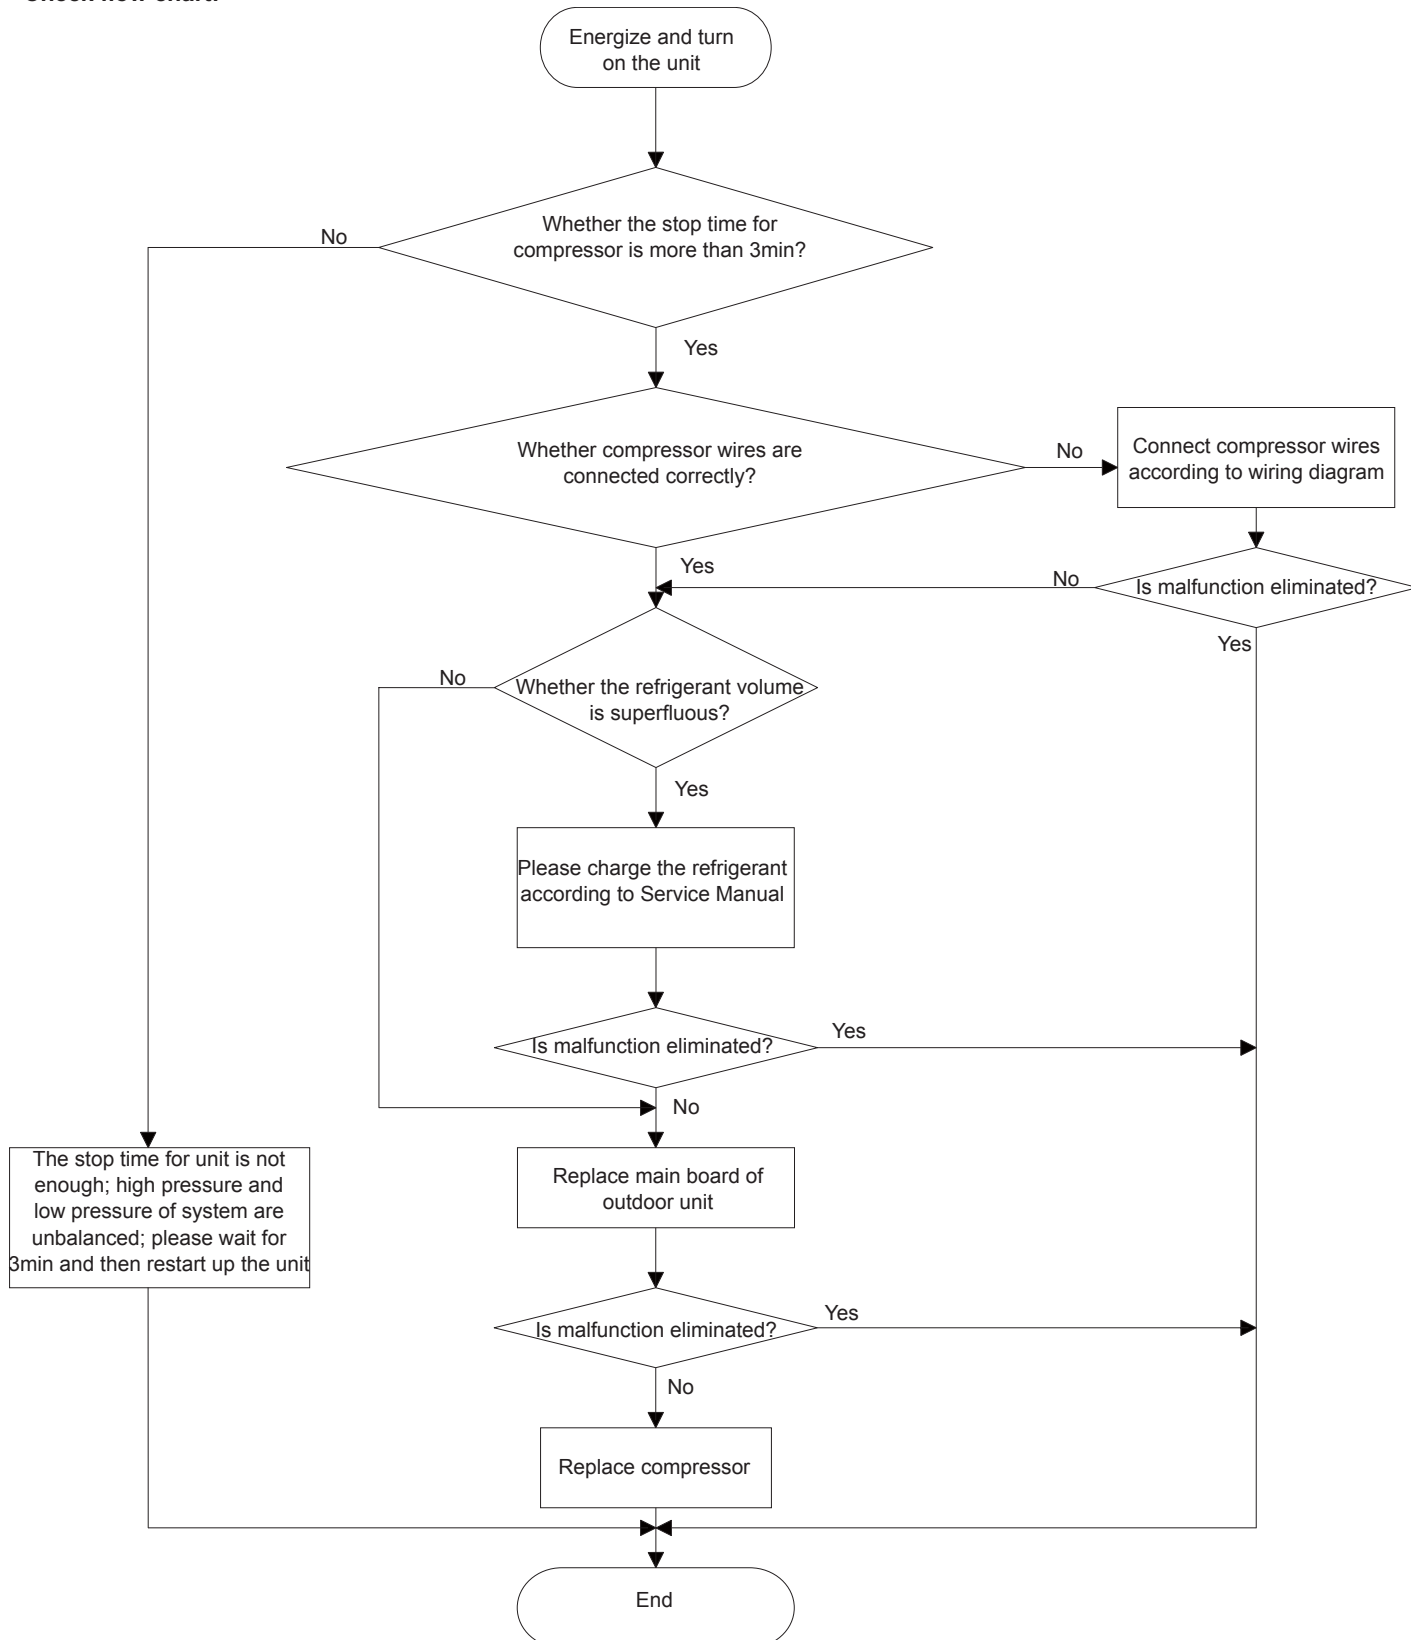 Check flow chart:
Energize and turn
on the unit
Whether the stop time for
compressor is more than 3min?
No
Yes
Whether compressor wires are
connected correctly?
No
Connect compressor wires
according to wiring diagram
Yes
No
Is malfunction eliminated?
Yes
No
Whether the refrigerant volume
is superfluous?
Yes
Please charge the refrigerant
according to Service Manual
Is malfunction eliminated?
Yes
No
The stop time for unit is not
enough; high pressure and
low pressure of system are
unbalanced; please wait for
3min and then restart up the unit
Replace main board of
outdoor unit
Is malfunction eliminated?
Yes
No
Replace compressor
End